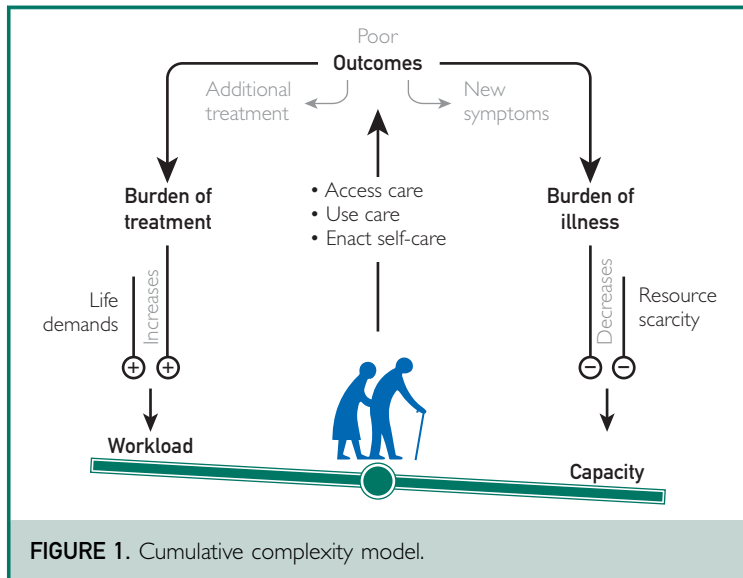 Poor
Outcomes
Additional
treatment
New
symptoms
Burden of
treatment
• Access care
• Use care
• Enact self-care
Burden of
illness
Life
demands
Increases
Decreases
Resource
scarcity
+ +
− −
Workload
Capacity
FIGURE 1. Cumulative complexity model.